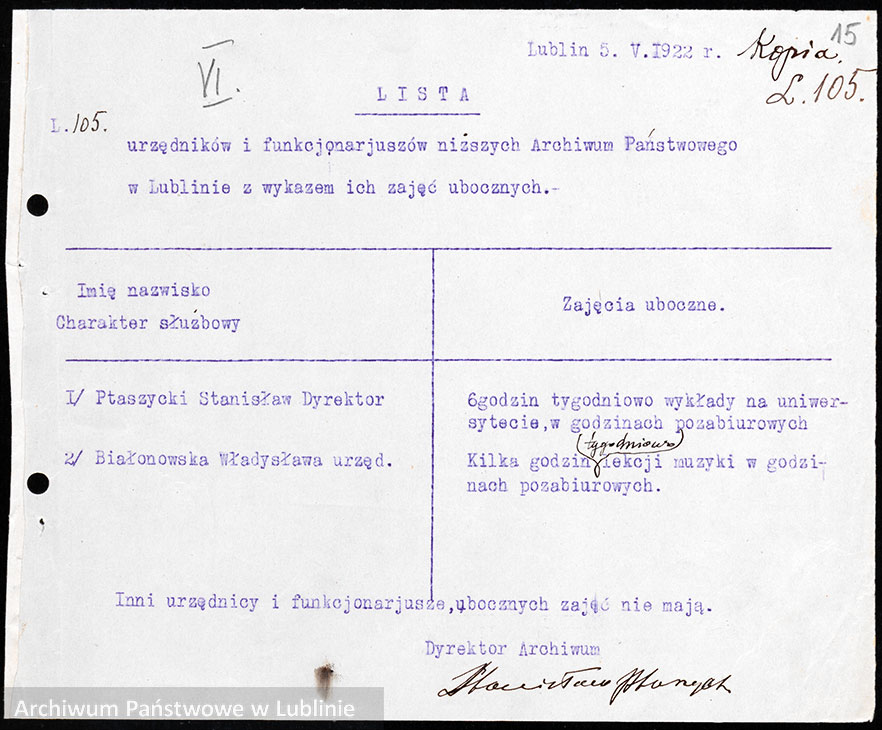 15
Lublin 5. V.1922 r. Kopia.
L.105.
VI.
LISTA
L.105.
urzędników i funkcjonarjuszów niższych Archiwum Państwowego
w Lublinie z wykazem ich zajęć ubocznych.-
Imię nazwisko
Charakter służbowy
Zajęcia uboczne.
1/ Ptaszycki Stanisław Dyrektor
6godzin tygodniowo wykłady na uniwer-
sytecie,w godzinach pozabiurowych
2/ Białonowska Władysława urzęd.
(tygodniowo)
Kilka godzin lekcji muzyki w godzi-
nach pozabiurowych.
Inni urzędnicy i funkcjonarjusze,ubocznych zajęć nie mają.
Dyrektor Archiwum
Stanisław Ptaszycki
Archiwum Państwowe w Lublinie